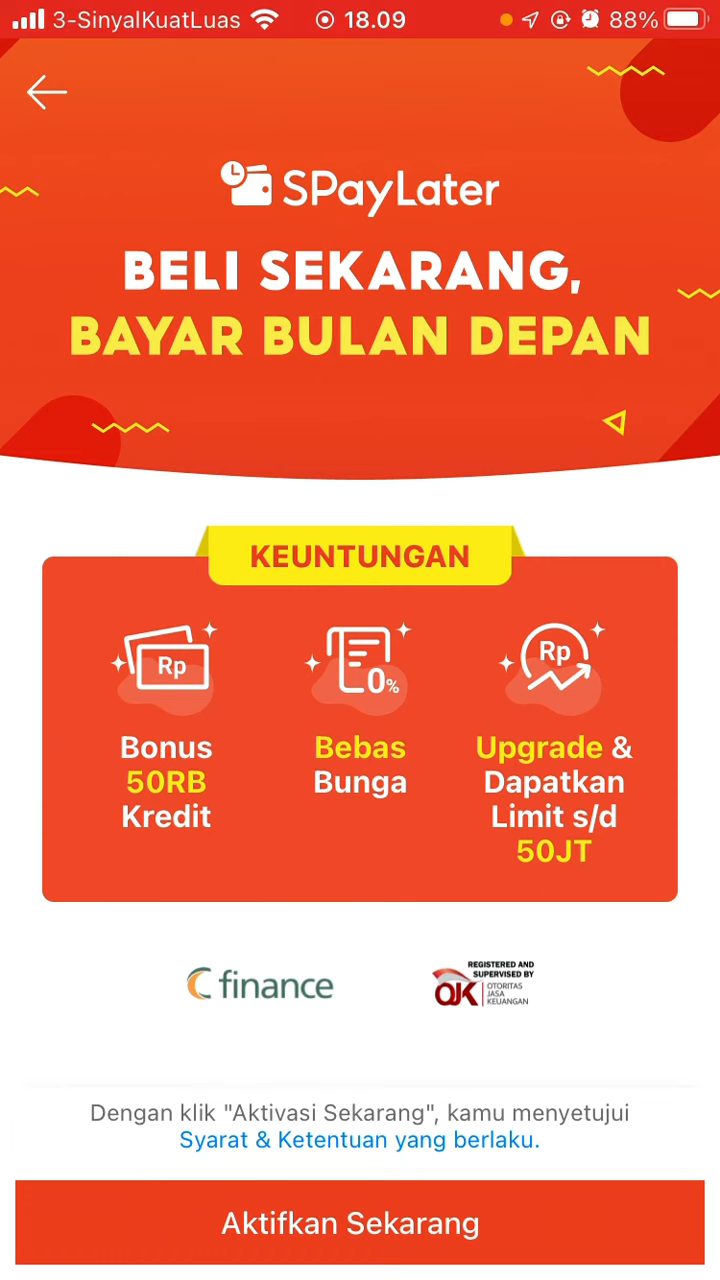 3-SinyalKuatLuas 18.09 88%
SPayLater
BELI SEKARANG,
BAYAR BULAN DEPAN
KEUNTUNGAN
Rp
0%
Rp
Bonus
50RB
Kredit
Bebas
Bunga
Upgrade &
Dapatkan
Limit s/d
50JT
finance
REGISTERED AND
SUPERVISED BY
OJK
OTORITAS
JASA
KEUANGAN
Dengan klik "Aktivasi Sekarang", kamu menyetujui
Syarat & Ketentuan yang berlaku.
Aktifkan Sekarang